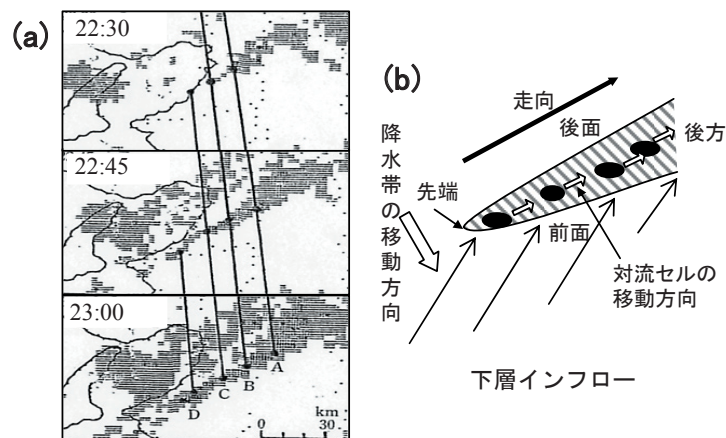 (a)
22:30
22:45
23:00
A
B
C
D
km
0
30
(b)
走向
後面
後方
降水帯の移動方向
先端
前面
対流セルの
移動方向
下層インフロー